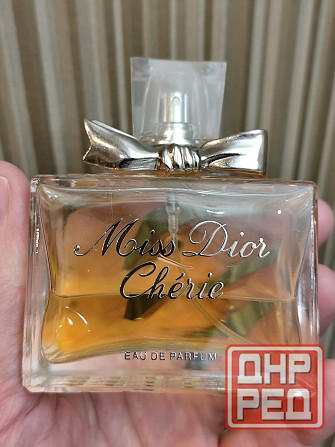 Miss Dior
Chérie
EAU DE PARFUM
ДНР
РЕД